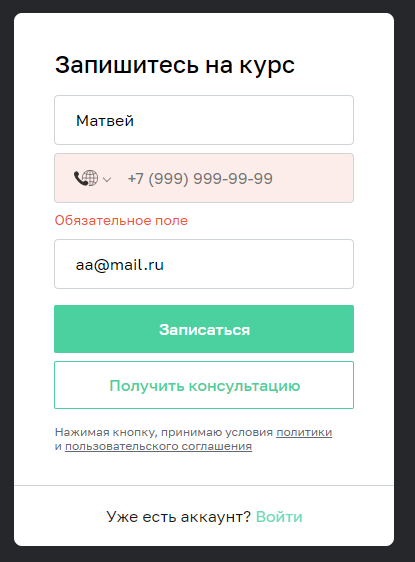 Запишитесь на курс
Матвей
+7 (999) 999-99-99
Обязательное поле
aa@mail.ru
Записаться
Получить консультацию
Нажимая кнопку, принимаю условия политики
и пользовательского соглашения
Уже есть аккаунт? Войти